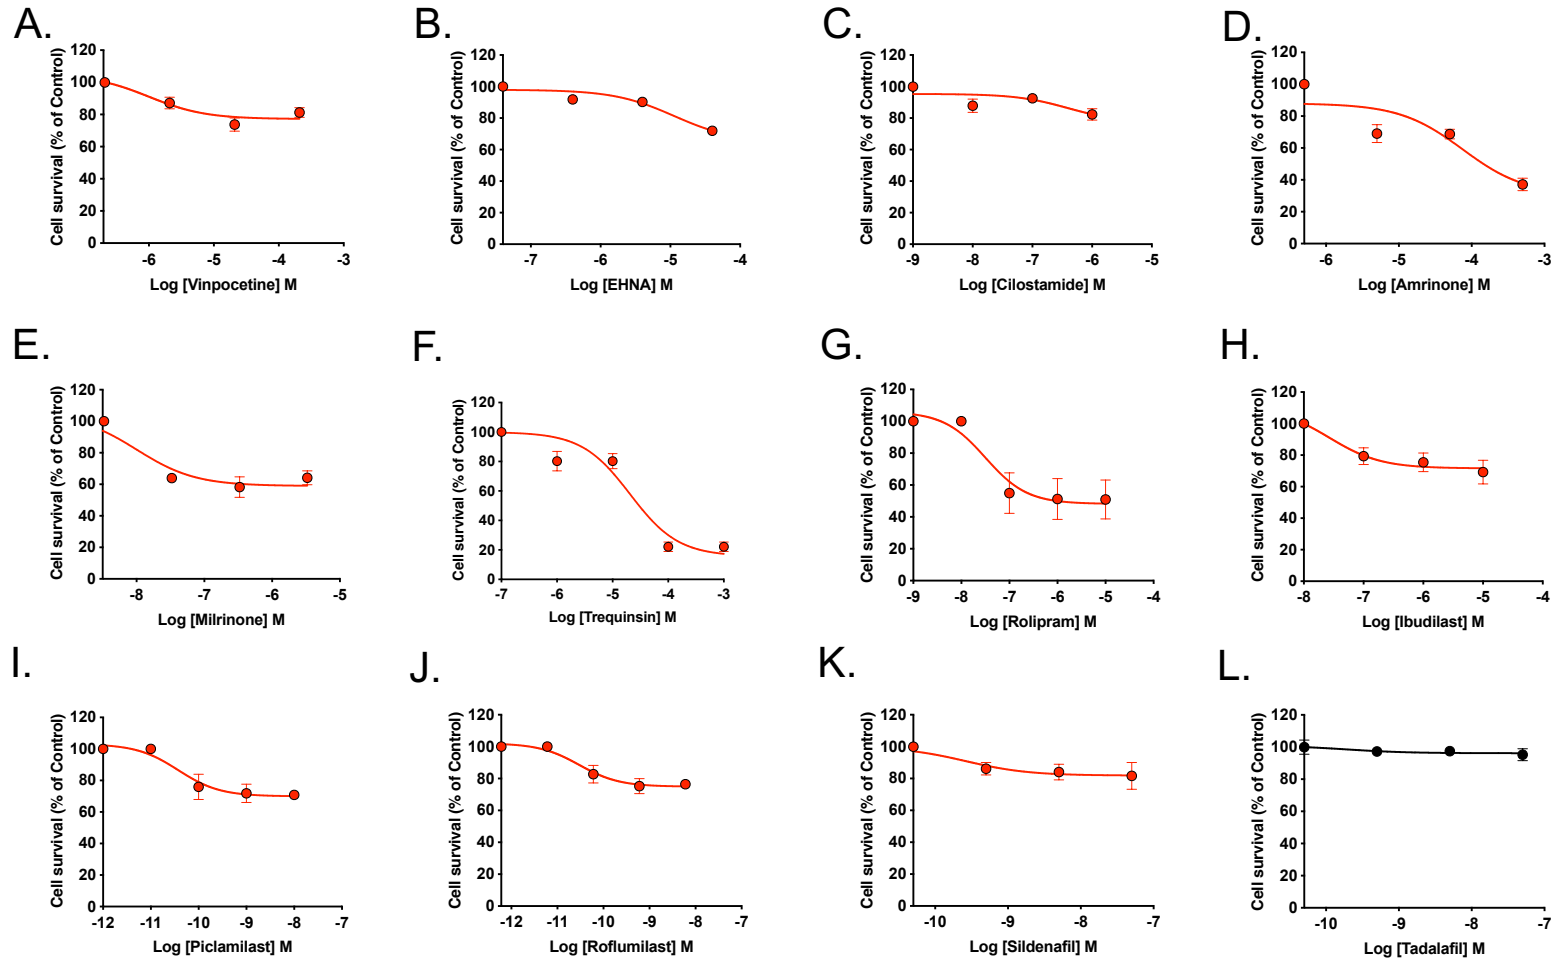 A.
Cell survival (% of Control)
120
100
80
60
40
20
0
-6 -5 -4 -3
Log [Vinpocetine] M
B.
Cell survival (% of Control)
120
100
80
60
40
20
0
-7 -6 -5 -4
Log [EHNA] M
C.
Cell survival (% of Control)
120
100
80
60
40
20
0
-9 -8 -7 -6 -5
Log [Cilostamide] M
D.
Cell survival (% of Control)
120
100
80
60
40
20
0
-6 -5 -4 -3
Log [Amrinone] M
E.
Cell survival (% of Control)
120
100
80
60
40
20
0
-8 -7 -6 -5
Log [Milrinone] M
F.
Cell survival (% of Control)
120
100
80
60
40
20
0
-7 -6 -5 -4 -3
Log [Trequinsin] M
G.
Cell survival (% of Control)
120
100
80
60
40
20
0
-9 -8 -7 -6 -5 -4
Log [Rolipram] M
H.
Cell survival (% of Control)
120
100
80
60
40
20
0
-8 -7 -6 -5 -4
Log [Ibudilast] M
I.
Cell survival (% of Control)
120
100
80
60
40
20
0
-12 -11 -10 -9 -8 -7
Log [Piclamilast] M
J.
Cell survival (% of Control)
120
100
80
60
40
20
0
-12 -11 -10 -9 -8 -7
Log [Roflumilast] M
K.
Cell survival (% of Control)
120
100
80
60
40
20
0
-10 -9 -8 -7
Log [Sildenafil] M
L.
Cell survival (% of Control)
120
100
80
60
40
20
0
-10 -9 -8 -7
Log [Tadalafil] M